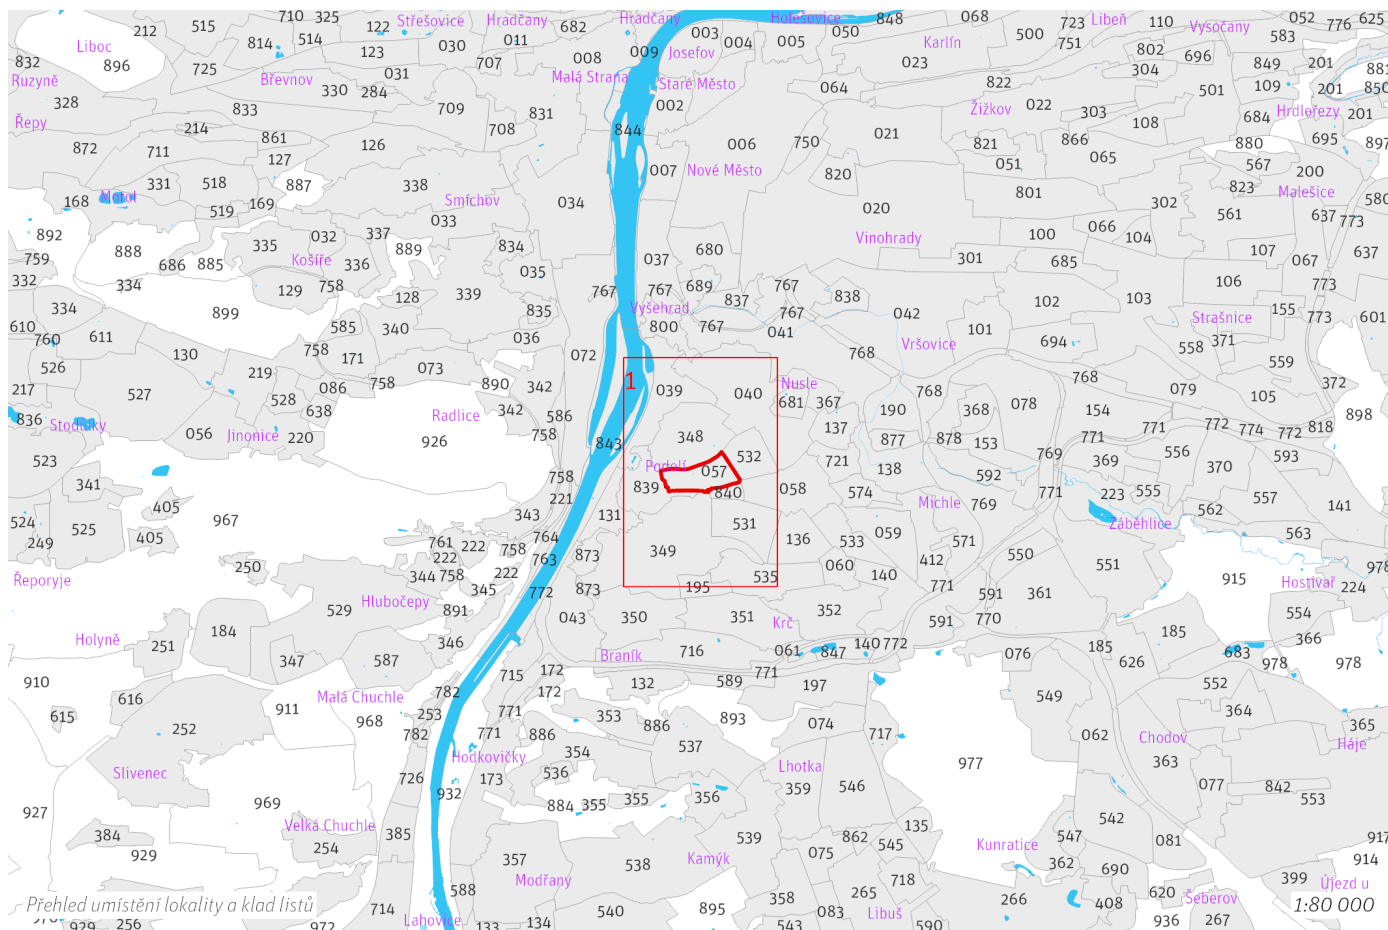 710 325
212 515 122 Střešovice Hradčany 682 Hradčany Holešovice 848 068 723 Libeň 110 052 776 625
Liboc 814 514 123 030 011 009 003 004 005 050 Karlín 500 751 Vysočany 583
832 896 725 008 707 Josefov 023 802 696 849 201 881
Ruzyně Břevnov 031 Malá Strana Staré Město 064 822 304 501 109 201 850
328 330 284 002 Žižkov 022 303 Hrdlořezy 201
833 709 831 684
Řepy 214 861 708 844 006 750 021 821 866 108 695 897
872 711 127 126 880
331 518 887 338 007 Nové Město 820 051 065 567 200
168 Motol 519 169 Smíchov 034 801 823 Malešice 580
892 033 020 302 561 637 773
888 335 032 337 889 834 680 Vinohrady 100 066 104 107 637
759 686 885 Košíře 336 035 037 301 685 067
332 334 129 758 128 339 767 767 689 767 106 773
334 899 835 Vyšehrad 837 838 102 103 155
610 585 340 800 767 767 042 101 Strašnice 773 601
760 611 036 041 694 371
130 758 171 073 072 Vršovice 558 559
526 219 768
217 527 086 758 890 342 1 039 040 Nusle 768 768 079 372
528 638 342 681 367 190 368 078 154 105 898
836 Stodůlky 056 Jinonice 220 Radlice 586 137 772 774 772 818
926 758 843 348 877 878 153 771 771
523 532 769 556 593
341 758 Podolí 057 721 138 592 369 370
405 221 839 840 058 574 Michle 769 771 223 555 557
524 525 967 343 131 531 562 141
249 405 761 222 758 764 136 533 059 571 Záběhlice 563
250 222 763 873 349 060 412 550 551
Řeporyje 344 758 222 535 140 771 915 Hostivař 978
345 772 873 195 591 361 224
529 Hlubočepy 891 043 350 351 352 591 770 554
Holyně 184 346 Krč 185 366
251 347 587 Braník 716 061 847 140 772 076 185 683
910 715 172 771 626 978 978
616 911 Malá Chuchle 782 172 132 589 197 549 552
615 252 968 253 771 353 886 893 074 717 364 365
782 771 886 062 Chodov
Hodkovičky 354 537 977 363 Háje
Slivenec 726 173 536 Lhotka 546 077 842
927 969 932 884 355 355 356 359 553
384 Velká Chuchle 385 539 862 135 547 542 917
929 254 357 538 Kamýk 075 545 Kunratice 081 914
588 Modřany 718 362 690 399 Újezd u
Přehled umístění lokality a klad listů 714 Lahovice 540 895 358 083 265 Libuš 266 408 620 Šeberov 1:80 000
929 256 972 133 134 543 590 936 267